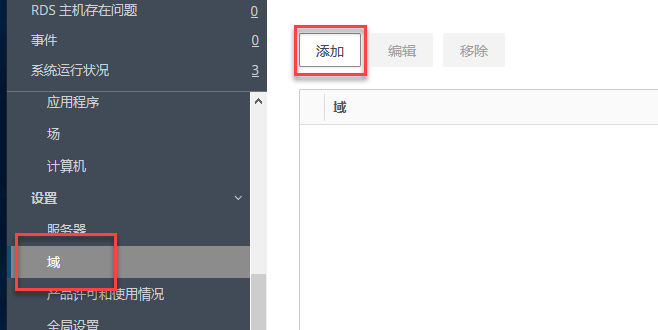 RDS 主机存在问题 0
事件 0
系统运行状况 3
应用程序
场
计算机
设置
服务器
域
产品许可和使用情况
全局设置
添加 编辑 移除
域